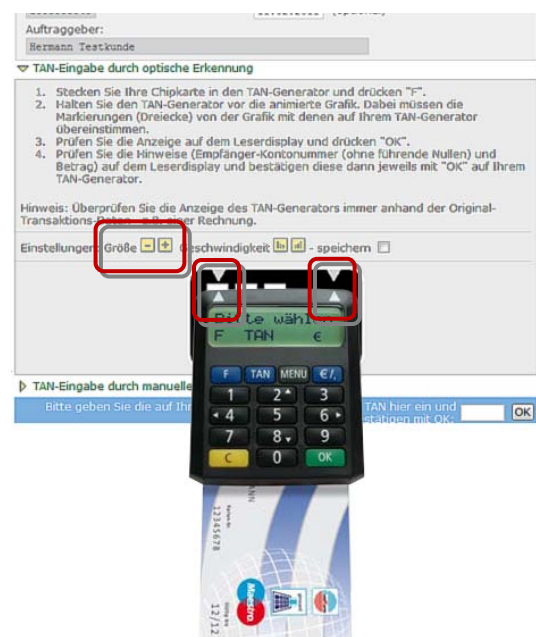 Auftraggeber:
Hermann Testkunde
TAN-Eingabe durch optische Erkennung
1. Stecken Sie Ihre Chipkarte in den TAN-Generator und drücken "F".
2. Halten Sie den TAN-Generator vor die animierte Grafik. Dabei müssen die
Markierungen (Dreiecke) von der Grafik mit denen auf Ihrem TAN-Generator
übereinstimmen.
3. Prüfen Sie die Anzeige auf dem Leserdisplay und drücken "OK".
4. Prüfen Sie die Hinweise (Empfänger-Kontonummer (ohne führende Nullen) und
Betrag) auf dem Leserdisplay und bestätigen diese dann jeweils mit "OK" auf Ihrem
TAN-Generator.
Hinweis: Überprüfen Sie die Anzeige des TAN-Generators immer anhand der Original-
Transaktions-Daten - z.B. einer Rechnung.
Einstellungen: Größe - + Geschwindigkeit - speichern
Bitte wählen
F TAN €
F TAN MENU €/,
1 2 3
4 5 6
7 8 9
C 0 OK
TAN-Eingabe durch manuelle
Bitte geben Sie die auf Ihr TAN hier ein und
bestätigen mit OK: OK
Karten-Nr.
12345678
Maestro
12/12